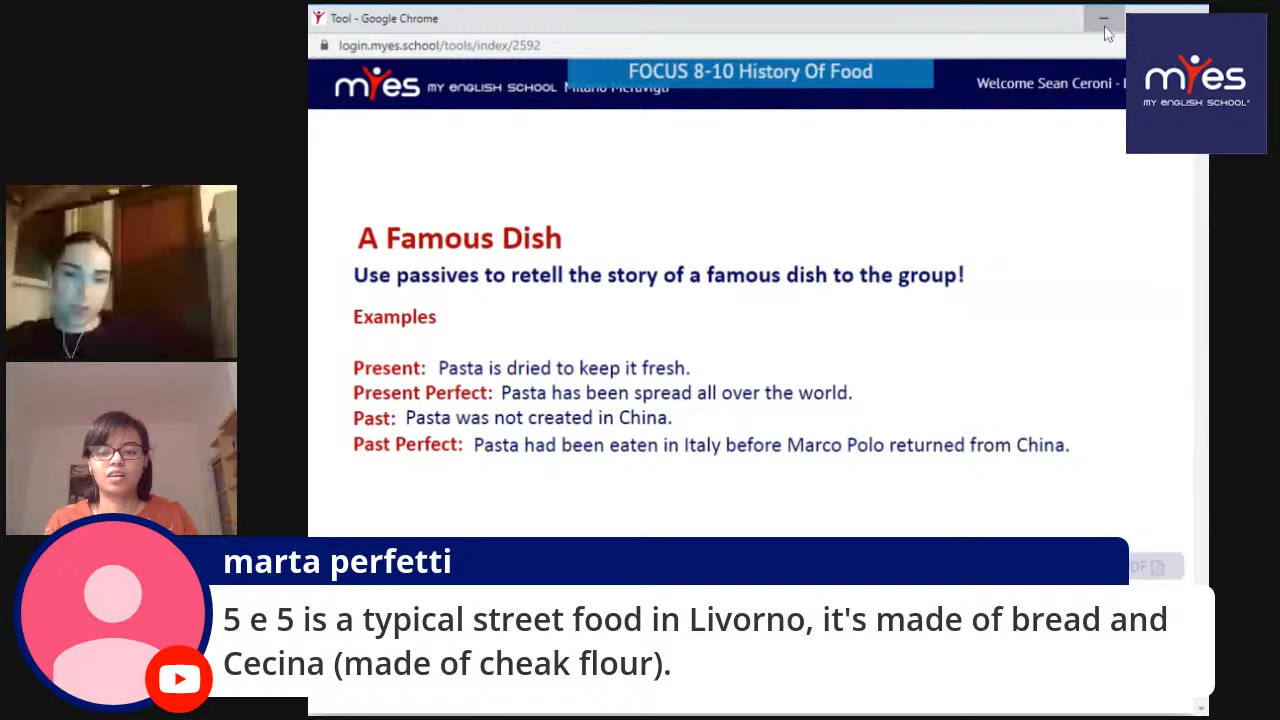 Tool - Google Chrome
login.myes.school/tools/index/2592
FOCUS 8-10 History Of Food
myes MY ENGLISH SCHOOL Milano Meravigli
Welcome Sean Ceroni -
myes
MY ENGLISH SCHOOL
A Famous Dish
Use passives to retell the story of a famous dish to the group!
Examples
Present: Pasta is dried to keep it fresh.
Present Perfect: Pasta has been spread all over the world.
Past: Pasta was not created in China.
Past Perfect: Pasta had been eaten in Italy before Marco Polo returned from China.
marta perfetti
5 e 5 is a typical street food in Livorno, it's made of bread and
Cecina (made of cheak flour).